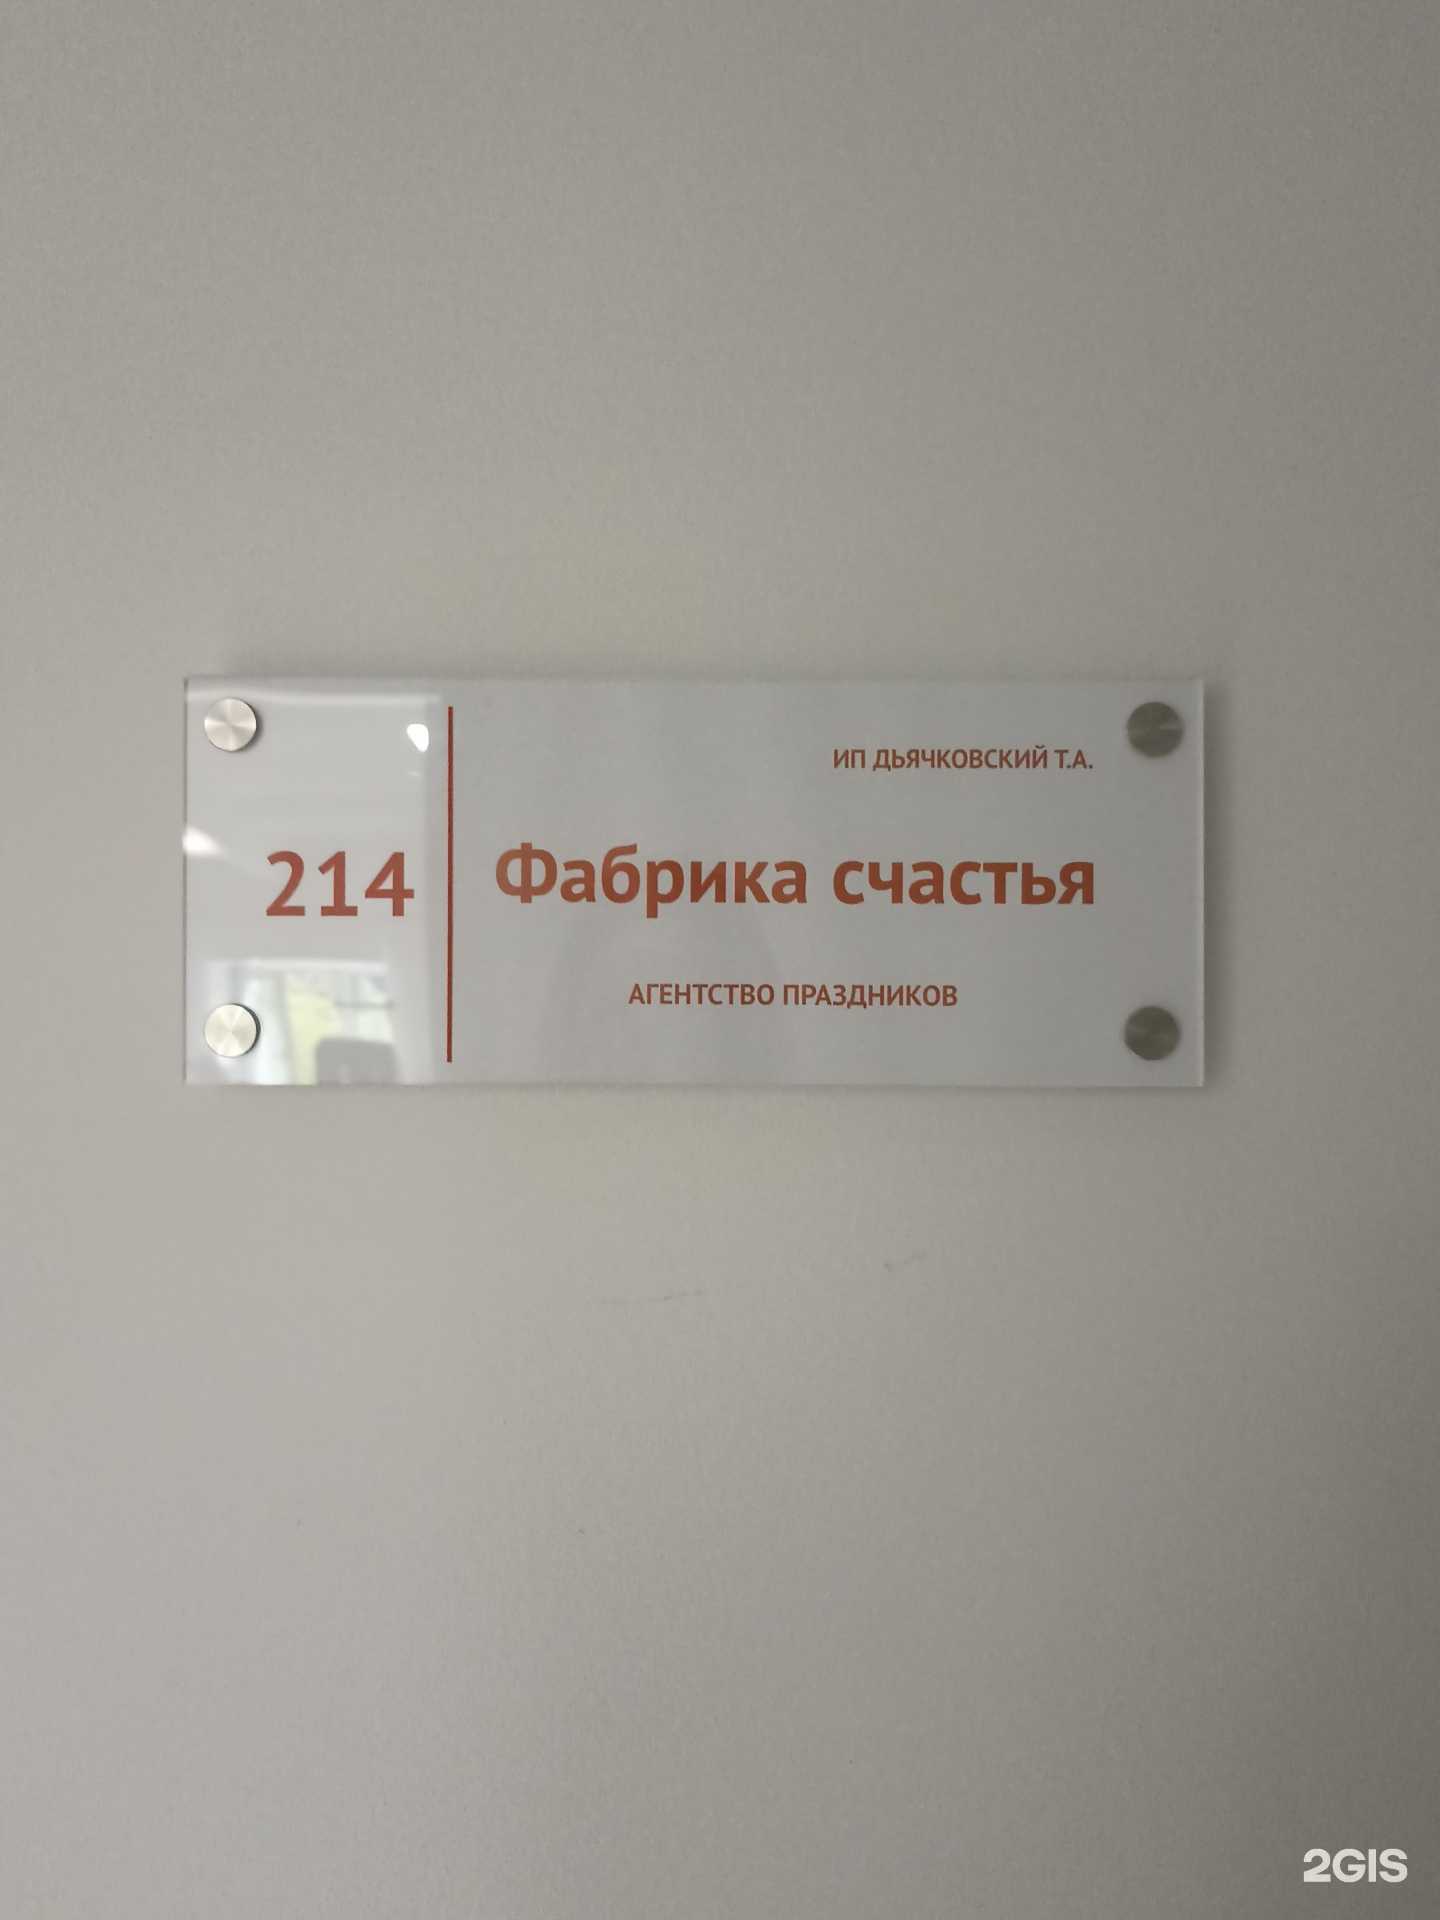 ИП ДЬЯЧКОВСКИЙ Т.А.
214
Фабрика счастья
АГЕНТСТВО ПРАЗДНИКОВ
2GIS